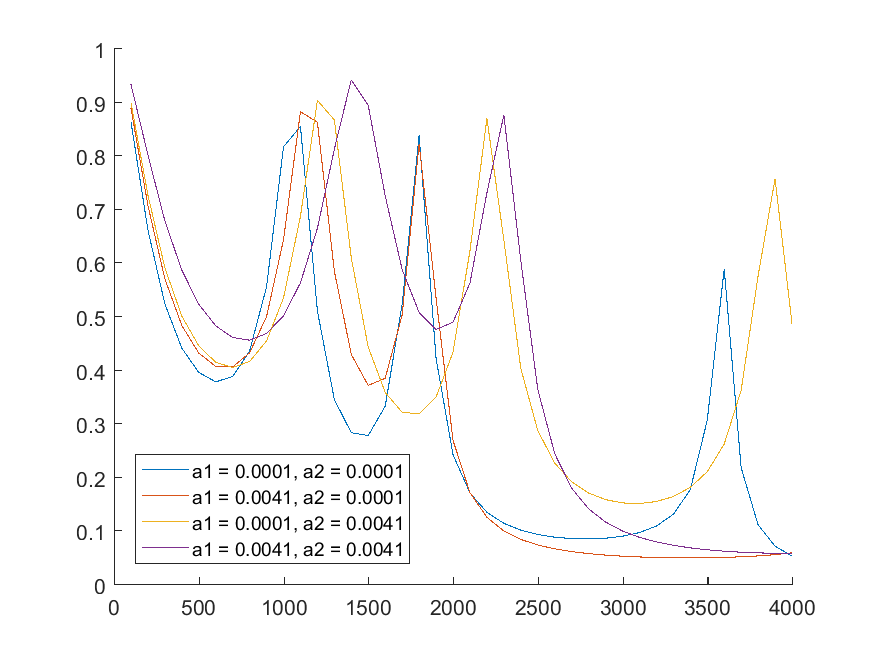 1
0.9
0.8
0.7
0.6
0.5
0.4
0.3
0.2
0.1
0
a1 = 0.0001, a2 = 0.0001
a1 = 0.0041, a2 = 0.0001
a1 = 0.0001, a2 = 0.0041
a1 = 0.0041, a2 = 0.0041
0 500 1000 1500 2000 2500 3000 3500 4000